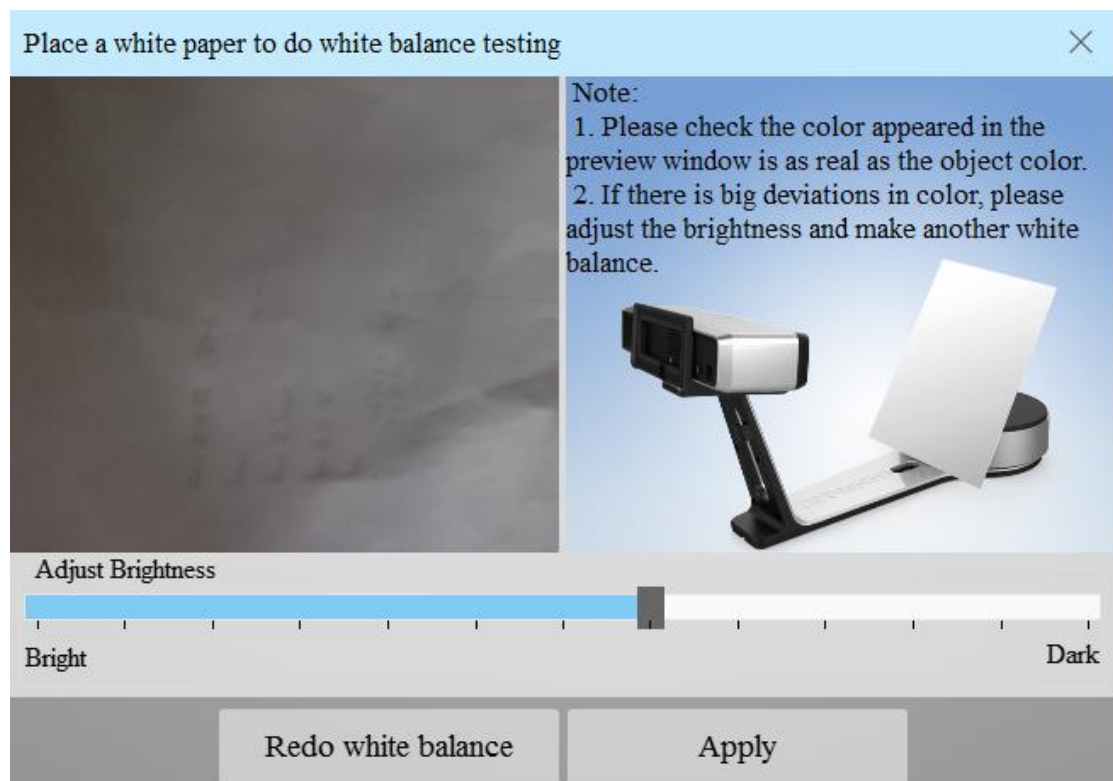 Place a white paper to do white balance testing
Note:
1. Please check the color appeared in the
preview window is as real as the object color.
2. If there is big deviations in color, please
adjust the brightness and make another white
balance.
Adjust Brightness
Bright
Dark
Redo white balance
Apply